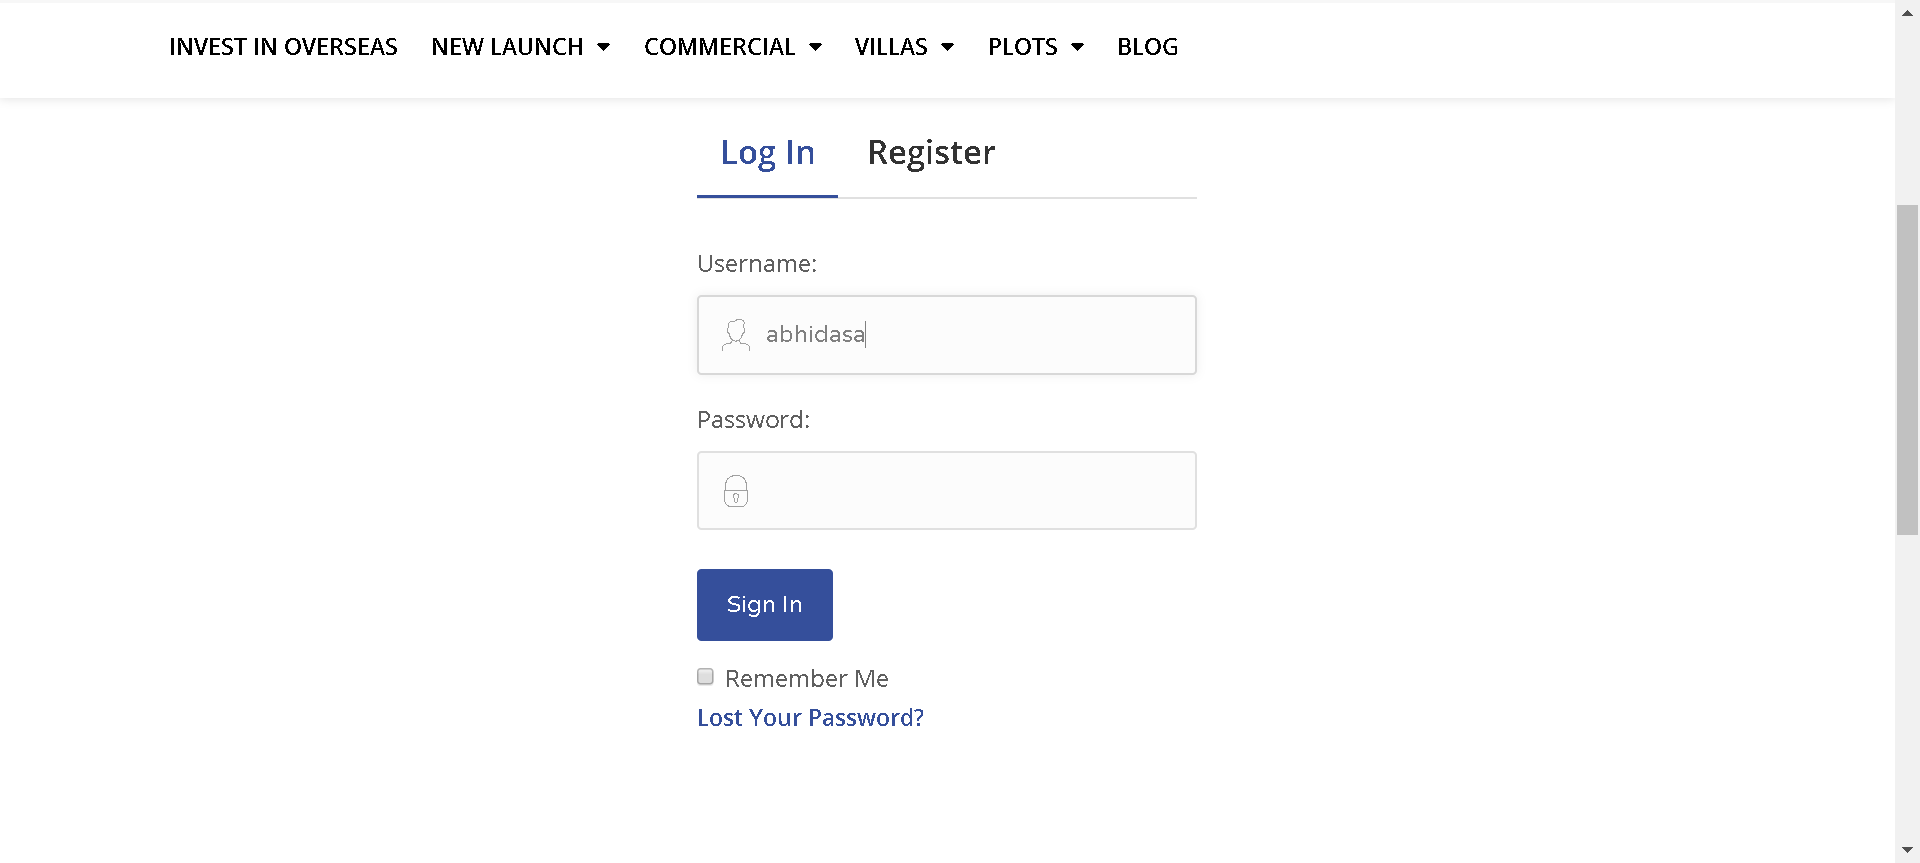 INVEST IN OVERSEAS NEW LAUNCH COMMERCIAL VILLAS PLOTS BLOG
Log In Register
Username:
abhidasa
Password:
Sign In
Remember Me
Lost Your Password?